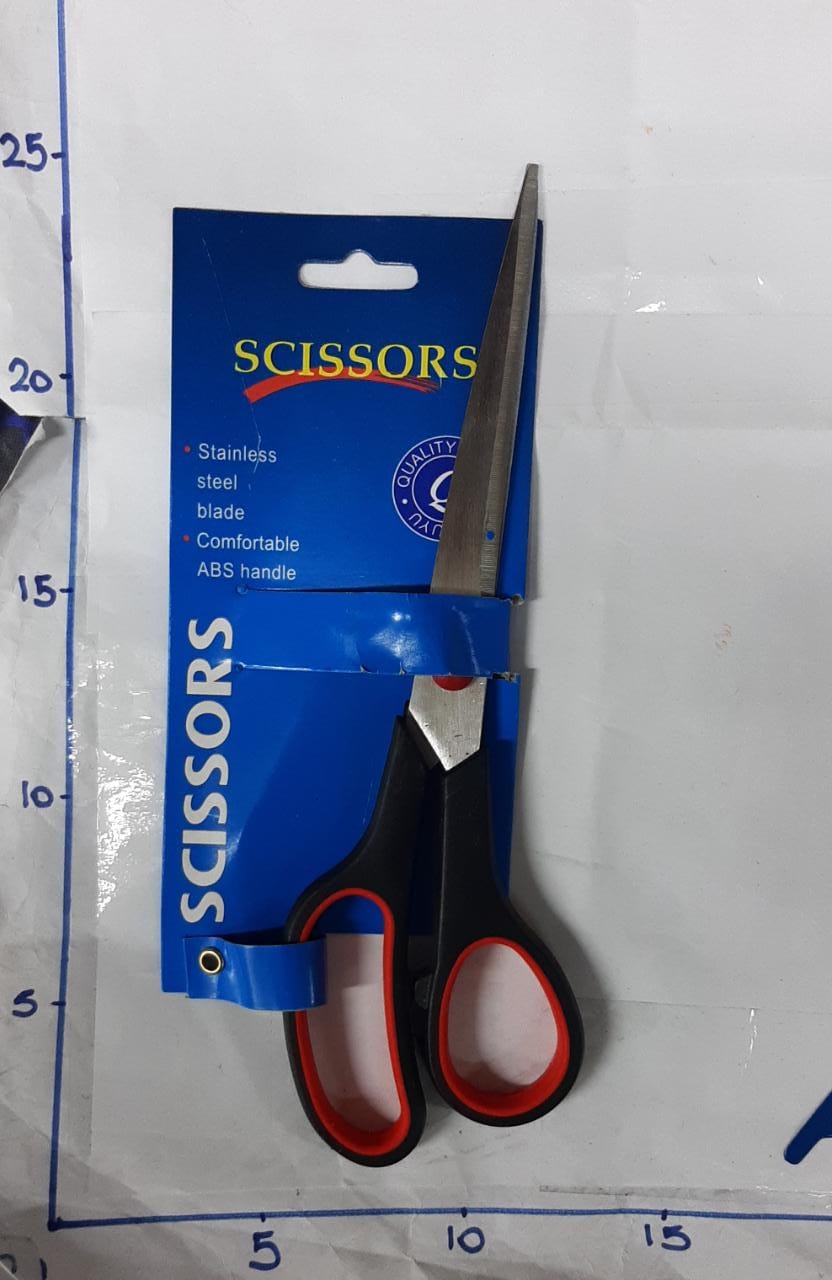 25
20
15
10
5
SCISSORS
• Stainless
steel
blade
QUALITY
• Comfortable
ABS handle
SCISSORS
5
10
15